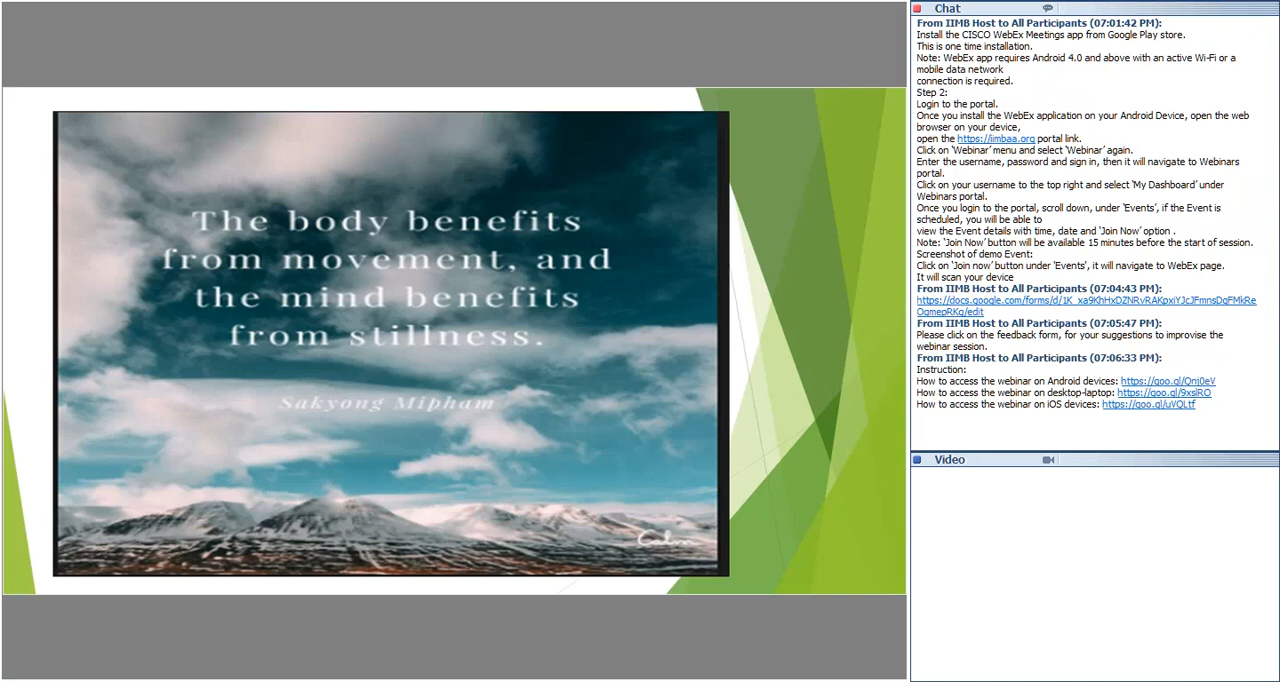 The body benefits
from movement, and
the mind benefits
from stillness.
Sakyong Mipham
Calm
Chat
From IIMB Host to All Participants (07:01:42 PM):
Install the CISCO WebEx Meetings app from Google Play store.
This is one time installation.
Note: WebEx app requires Android 4.0 and above with an active Wi-Fi or a
mobile data network
connection is required.
Step 2:
Login to the portal.
Once you install the WebEx application on your Android Device, open the web
browser on your device,
open the https://iimbaa.org portal link.
Click on 'Webinar' menu and select 'Webinar' again.
Enter the username, password and sign in, then it will navigate to Webinars
portal.
Click on your username to the top right and select 'My Dashboard' under
Webinars portal.
Once you login to the portal, scroll down, under 'Events', if the Event is
scheduled, you will be able to
view the Event details with time, date and 'Join Now' option .
Note: 'Join Now' button will be available 15 minutes before the start of session.
Screenshot of demo Event:
Click on 'Join now' button under 'Events', it will navigate to WebEx page.
It will scan your device
From IIMB Host to All Participants (07:04:43 PM):
From IIMB Host to All Participants (07:05:47 PM):
Please click on the feedback form, for your suggestions to improvise the
webinar session.
From IIMB Host to All Participants (07:06:33 PM):
Instruction:
How to access the webinar on Android devices: https://goo.gl/Qnj0eV
How to access the webinar on desktop-laptop: https://goo.gl/9xslRO
How to access the webinar on iOS devices: https://goo.gl/uVQLtf
Video